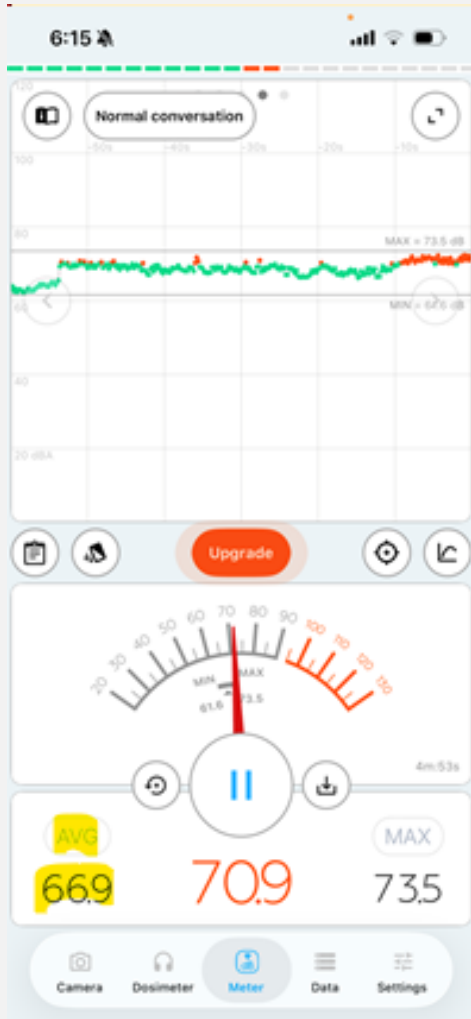 6:15
120
Normal conversation
-50s -40s -30s -20s -10s
100
80
MAX = 73.5 dB
60
MIN = 61.6 dB
40
20 dBA
Upgrade
20 30 40 50 60 70 80 90 100 110 120 130
MIN MAX
61.6 73.5
4m:53s
AVG MAX
66.9 70.9 73.5
Camera Dosimeter Meter Data Settings